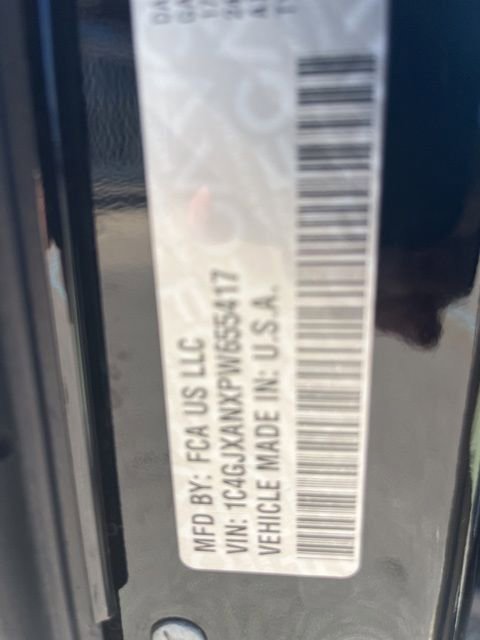 MFD BY: FCA US LLC
VIN: 1C4GJXANXPW655417
VEHICLE MADE IN: U.S.A.